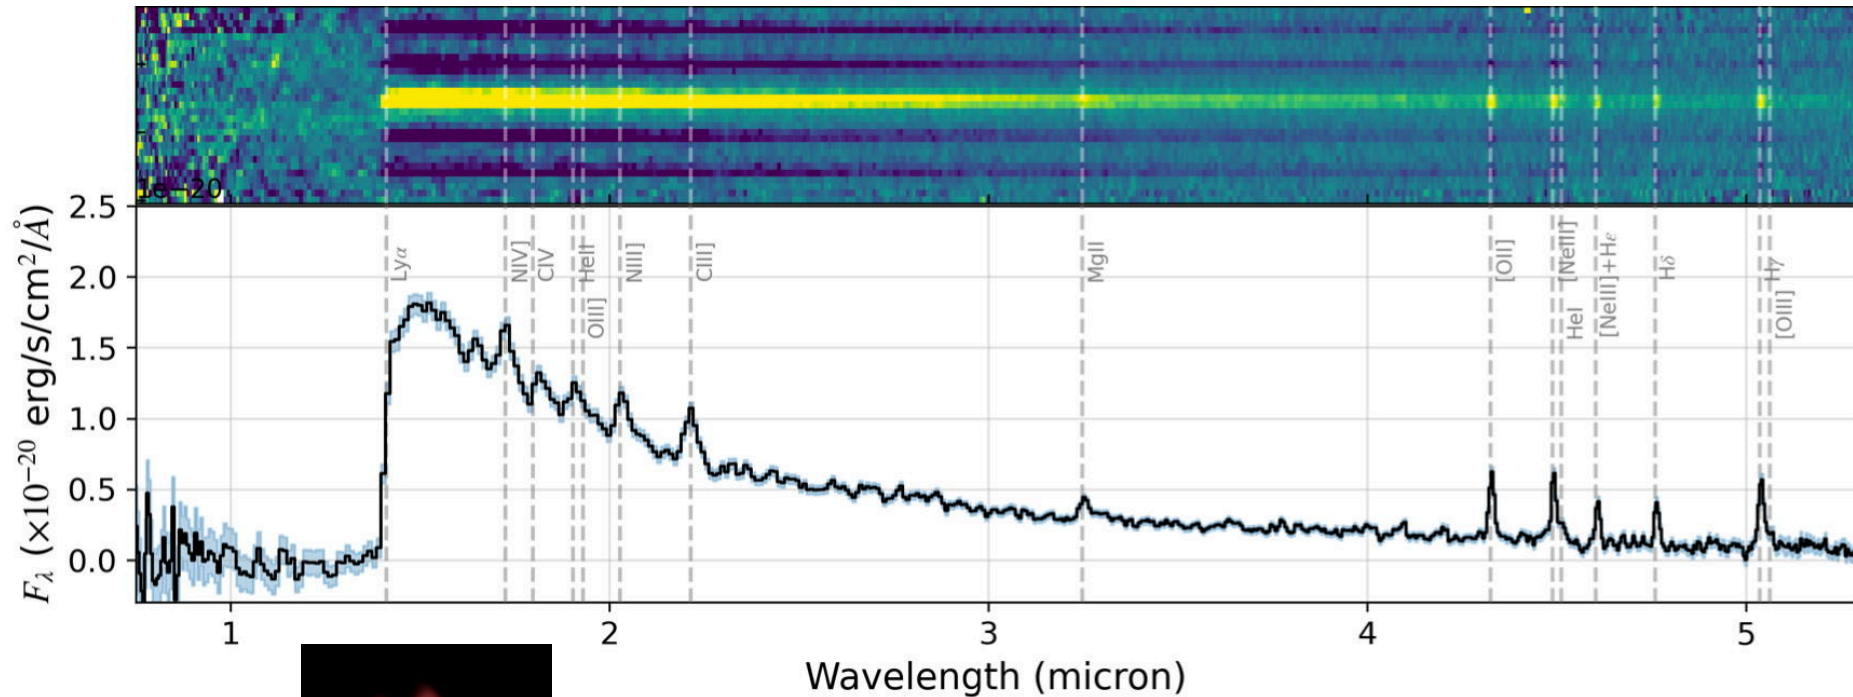 1e−20
2.5
2.0
1.5
1.0
0.5
0.0
F_λ (×10⁻²⁰ erg/s/cm²/Å)
Lyα
NIV]
CIV
HeII
OIII]
NIII]
CIII]
MgII
[OII]
[NeIII]
HeI
[NeIII]+Hε
Hδ
Hγ
[OIII]
1
2
3
4
5
Wavelength (micron)